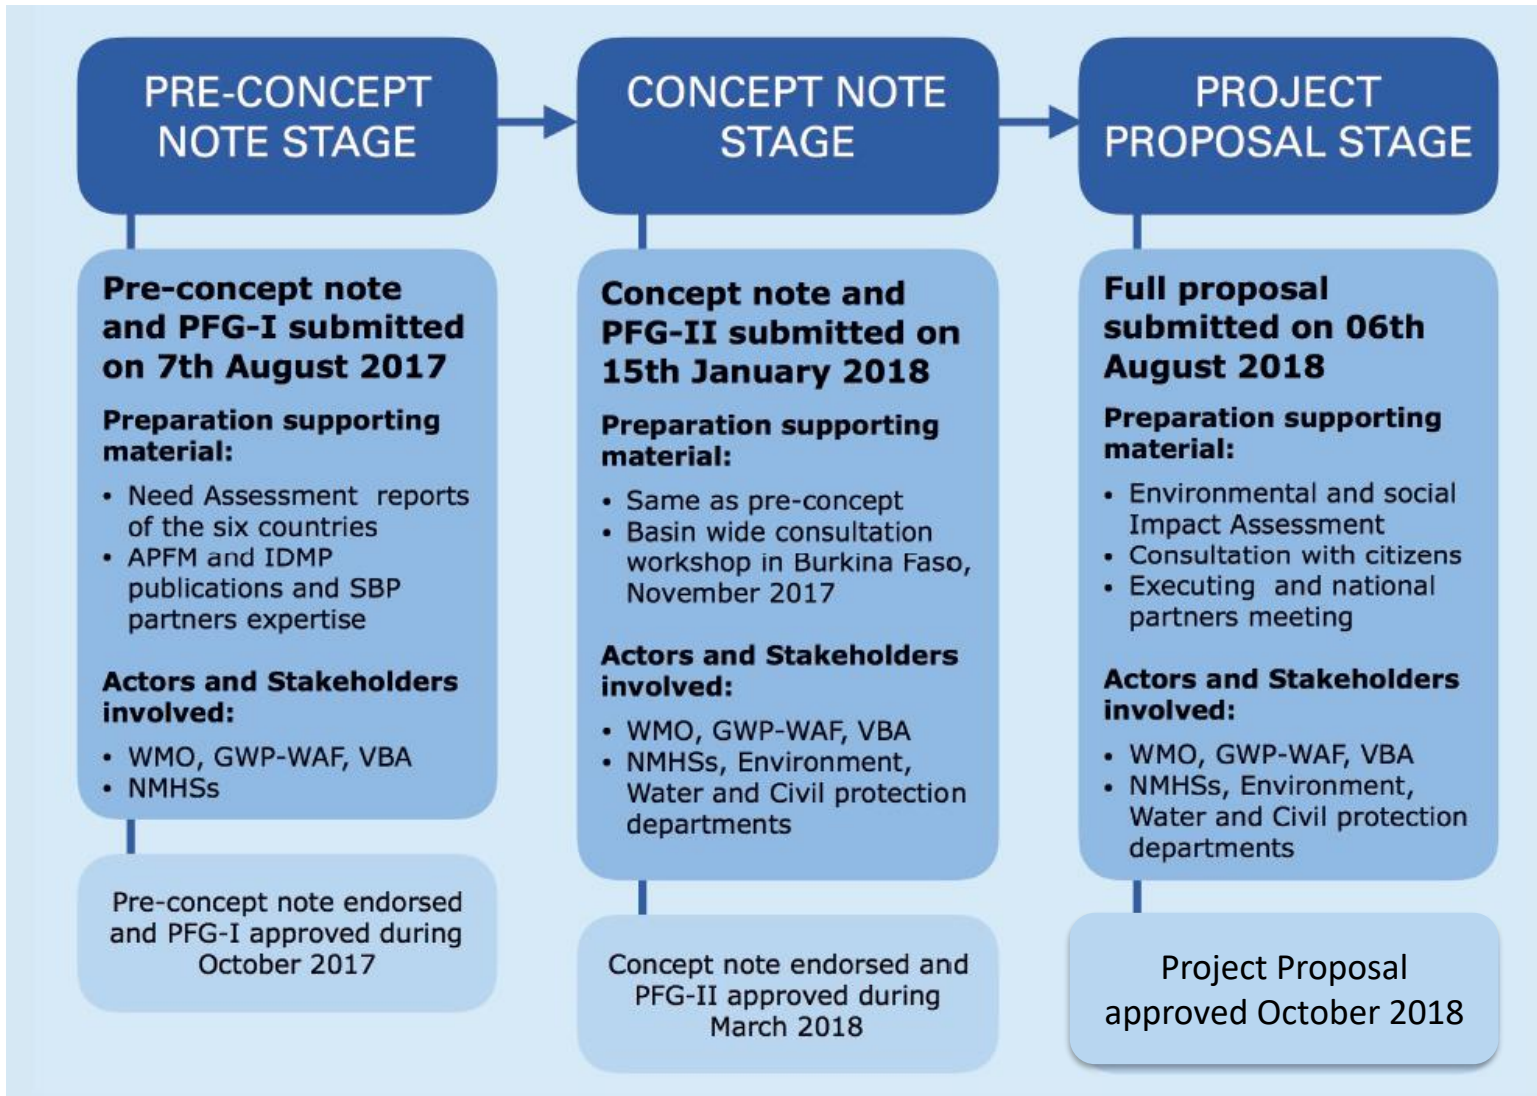 PRE-CONCEPT
NOTE STAGE
Pre-concept note
and PFG-I submitted
on 7th August 2017
Preparation supporting
material:
• Need Assessment reports
of the six countries
• APFM and IDMP
publications and SBP
partners expertise
Actors and Stakeholders
involved:
• WMO, GWP-WAF, VBA
• NMHSs
Pre-concept note endorsed
and PFG-I approved during
October 2017
CONCEPT NOTE
STAGE
Concept note and
PFG-II submitted on
15th January 2018
Preparation supporting
material:
• Same as pre-concept
• Basin wide consultation
workshop in Burkina Faso,
November 2017
Actors and Stakeholders
involved:
• WMO, GWP-WAF, VBA
• NMHSs, Environment,
Water and Civil protection
departments
Concept note endorsed and
PFG-II approved during
March 2018
PROJECT
PROPOSAL STAGE
Full proposal
submitted on 06th
August 2018
Preparation supporting
material:
• Environmental and social
Impact Assessment
• Consultation with citizens
• Executing and national
partners meeting
Actors and Stakeholders
involved:
• WMO, GWP-WAF, VBA
• NMHSs, Environment,
Water and Civil protection
departments
Project Proposal
approved October 2018